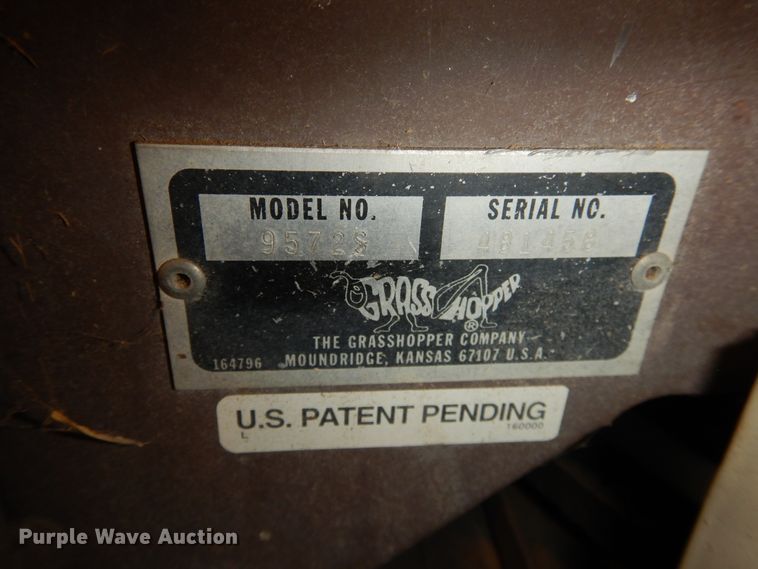 MODEL NO.
SERIAL NO.
9572S
481458
GRASSHOPPER®
THE GRASSHOPPER COMPANY
164796 MOUNDRIDGE, KANSAS 67107 U.S.A.
U.S. PATENT PENDING
L 160000
Purple Wave Auction®